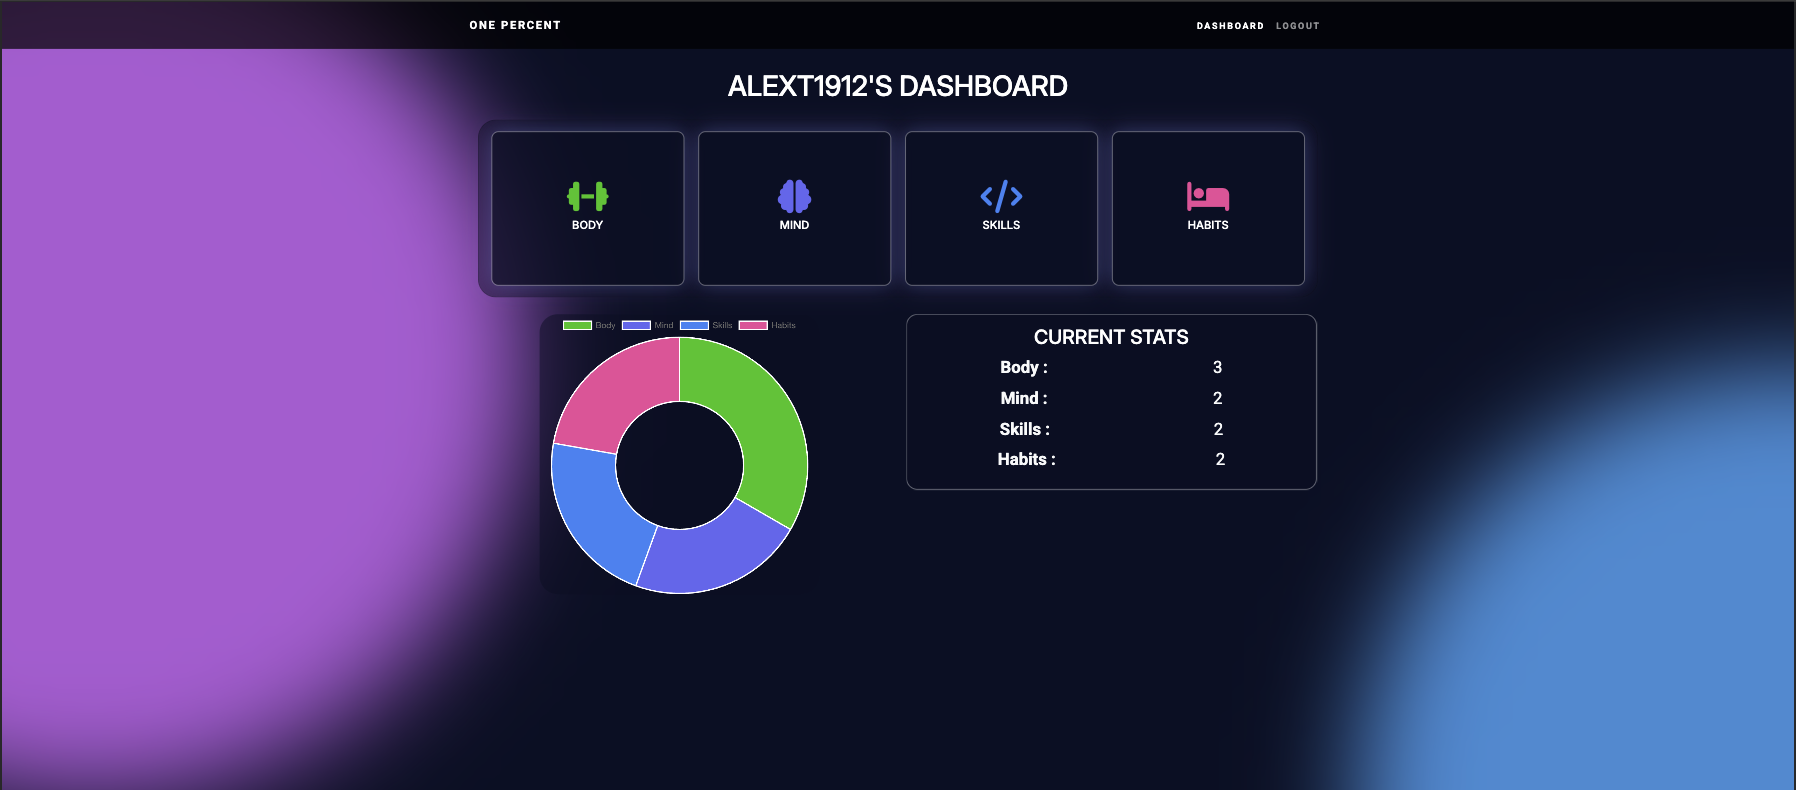 ONE PERCENT
DASHBOARD LOGOUT
ALEXT1912'S DASHBOARD
BODY
MIND
SKILLS
HABITS
Body Mind Skills Habits
CURRENT STATS
Body : 3
Mind : 2
Skills : 2
Habits : 2